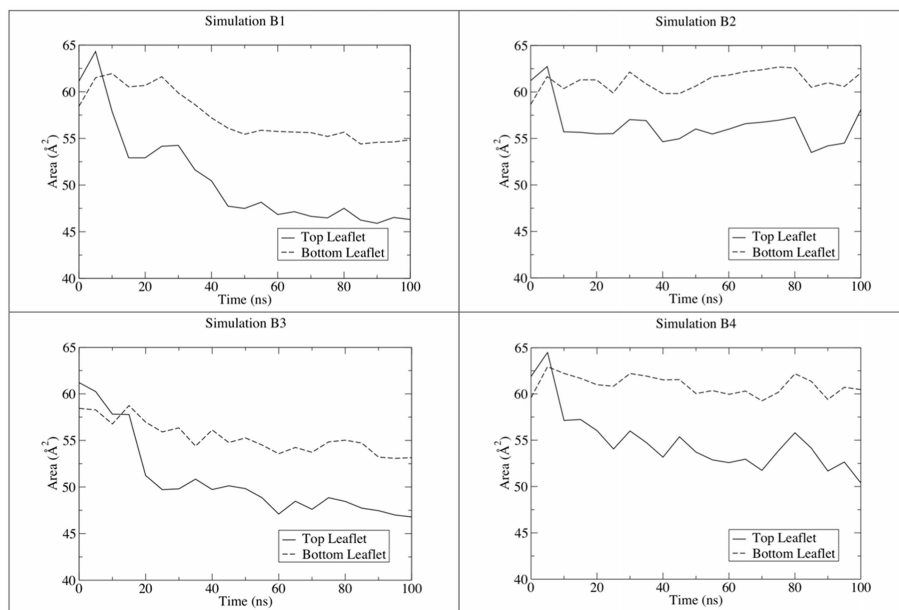 Simulation B1
65
60
55
50
45
40
Area (Å²)
0 20 40 60 80 100
Time (ns)
Top Leaflet
Bottom Leaflet
Simulation B2
65
60
55
50
45
40
Area (Å²)
0 20 40 60 80 100
Time (ns)
Top Leaflet
Bottom Leaflet
Simulation B3
65
60
55
50
45
40
Area (Å²)
0 20 40 60 80 100
Time (ns)
Top Leaflet
Bottom Leaflet
Simulation B4
65
60
55
50
45
40
Area (Å²)
0 20 40 60 80 100
Time (ns)
Top Leaflet
Bottom Leaflet